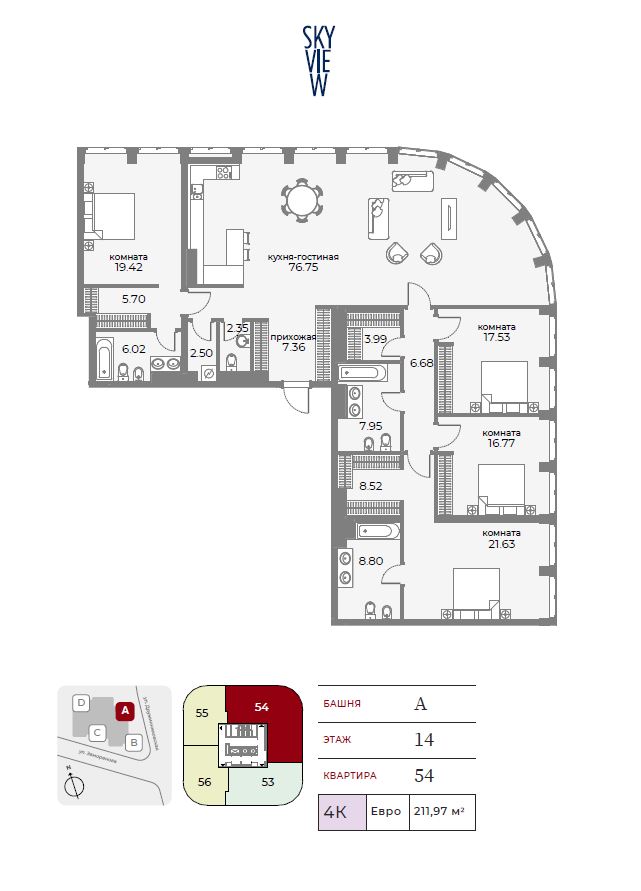 SKY
VIE
W
комната
19.42
кухня-гостиная
76.75
5.70
6.02
2.50
2.35
прихожая
7.36
3.99
6.68
комната
17.53
7.95
комната
16.77
8.52
комната
21.63
8.80
D
A
C
B
ул. Дружинниковская
ул. Заморенова
N
55
54
56
53
БАШНЯ A
ЭТАЖ 14
КВАРТИРА 54
4К Евро 211,97 м²